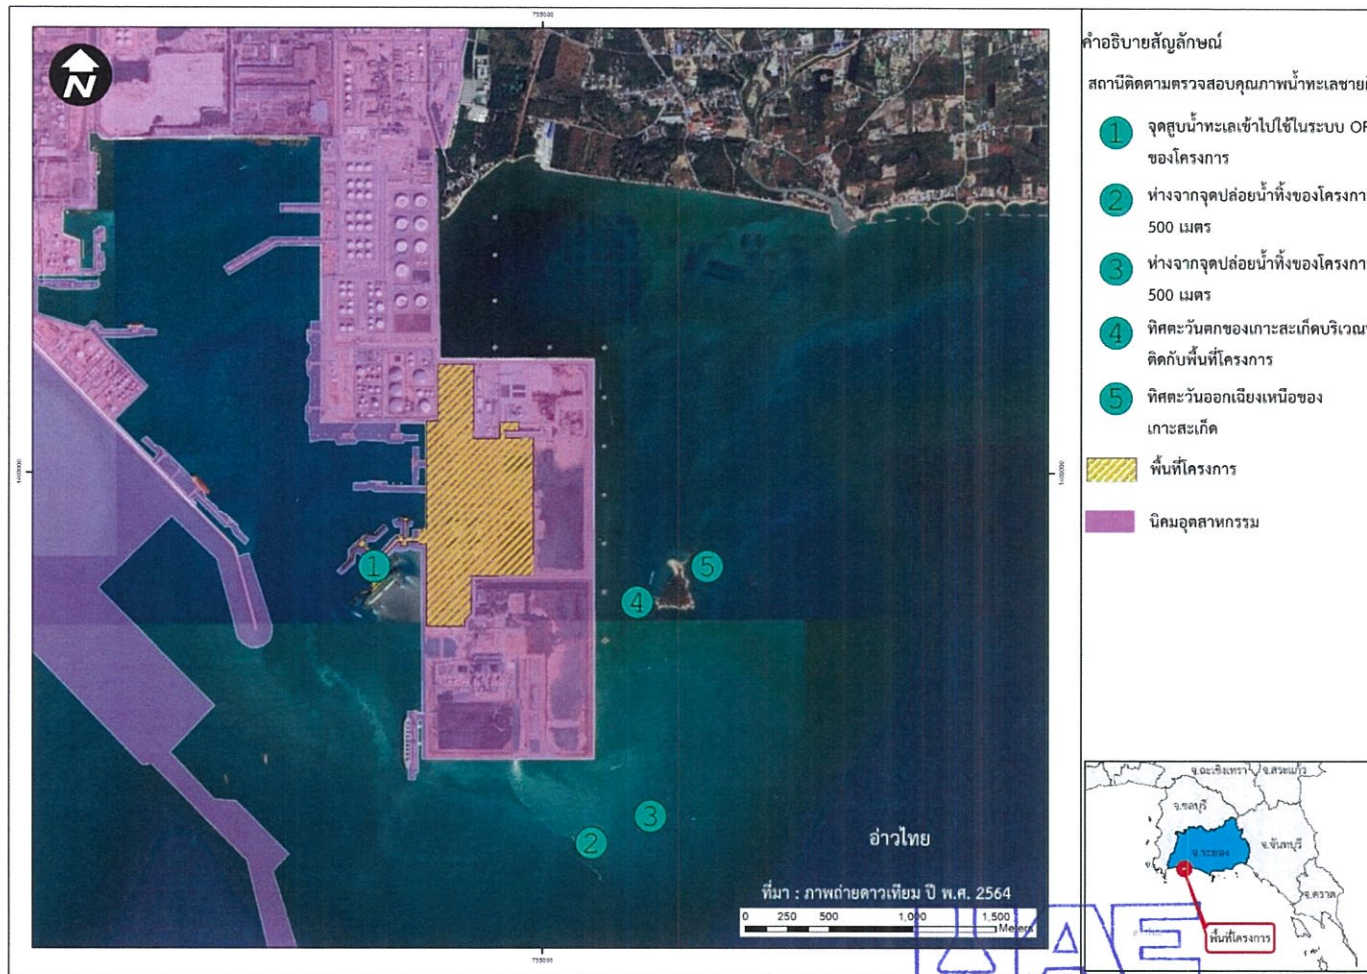 755000
N
1400000
1400000
1
5
4
3
2
อ่าวไทย
ที่มา : ภาพถ่ายดาวเทียม ปี พ.ศ. 2564
0 250 500 1,000 1,500
Meters
755000
คำอธิบายสัญลักษณ์
สถานีติดตามตรวจสอบคุณภาพน้ำทะเลชาย
1 จุดสูบน้ำทะเลเข้าไปใช้ในระบบ
ของโครงการ
2 ห่างจากจุดปล่อยน้ำทิ้งของโครงกา
500 เมตร
3 ห่างจากจุดปล่อยน้ำทิ้งของโครงกา
500 เมตร
4 ทิศตะวันตกของเกาะสะเก็ดบริเวณ
ติดกับพื้นที่โครงการ
5 ทิศตะวันออกเฉียงเหนือของ
เกาะสะเก็ด
พื้นที่โครงการ
นิคมอุตสาหกรรม
จ.ฉะเชิงเทรา จ.สระแก้ว
จ.ชลบุรี
จ.ระยอง
จ.จันทบุรี
จ.ตราด
พื้นที่โครงการ